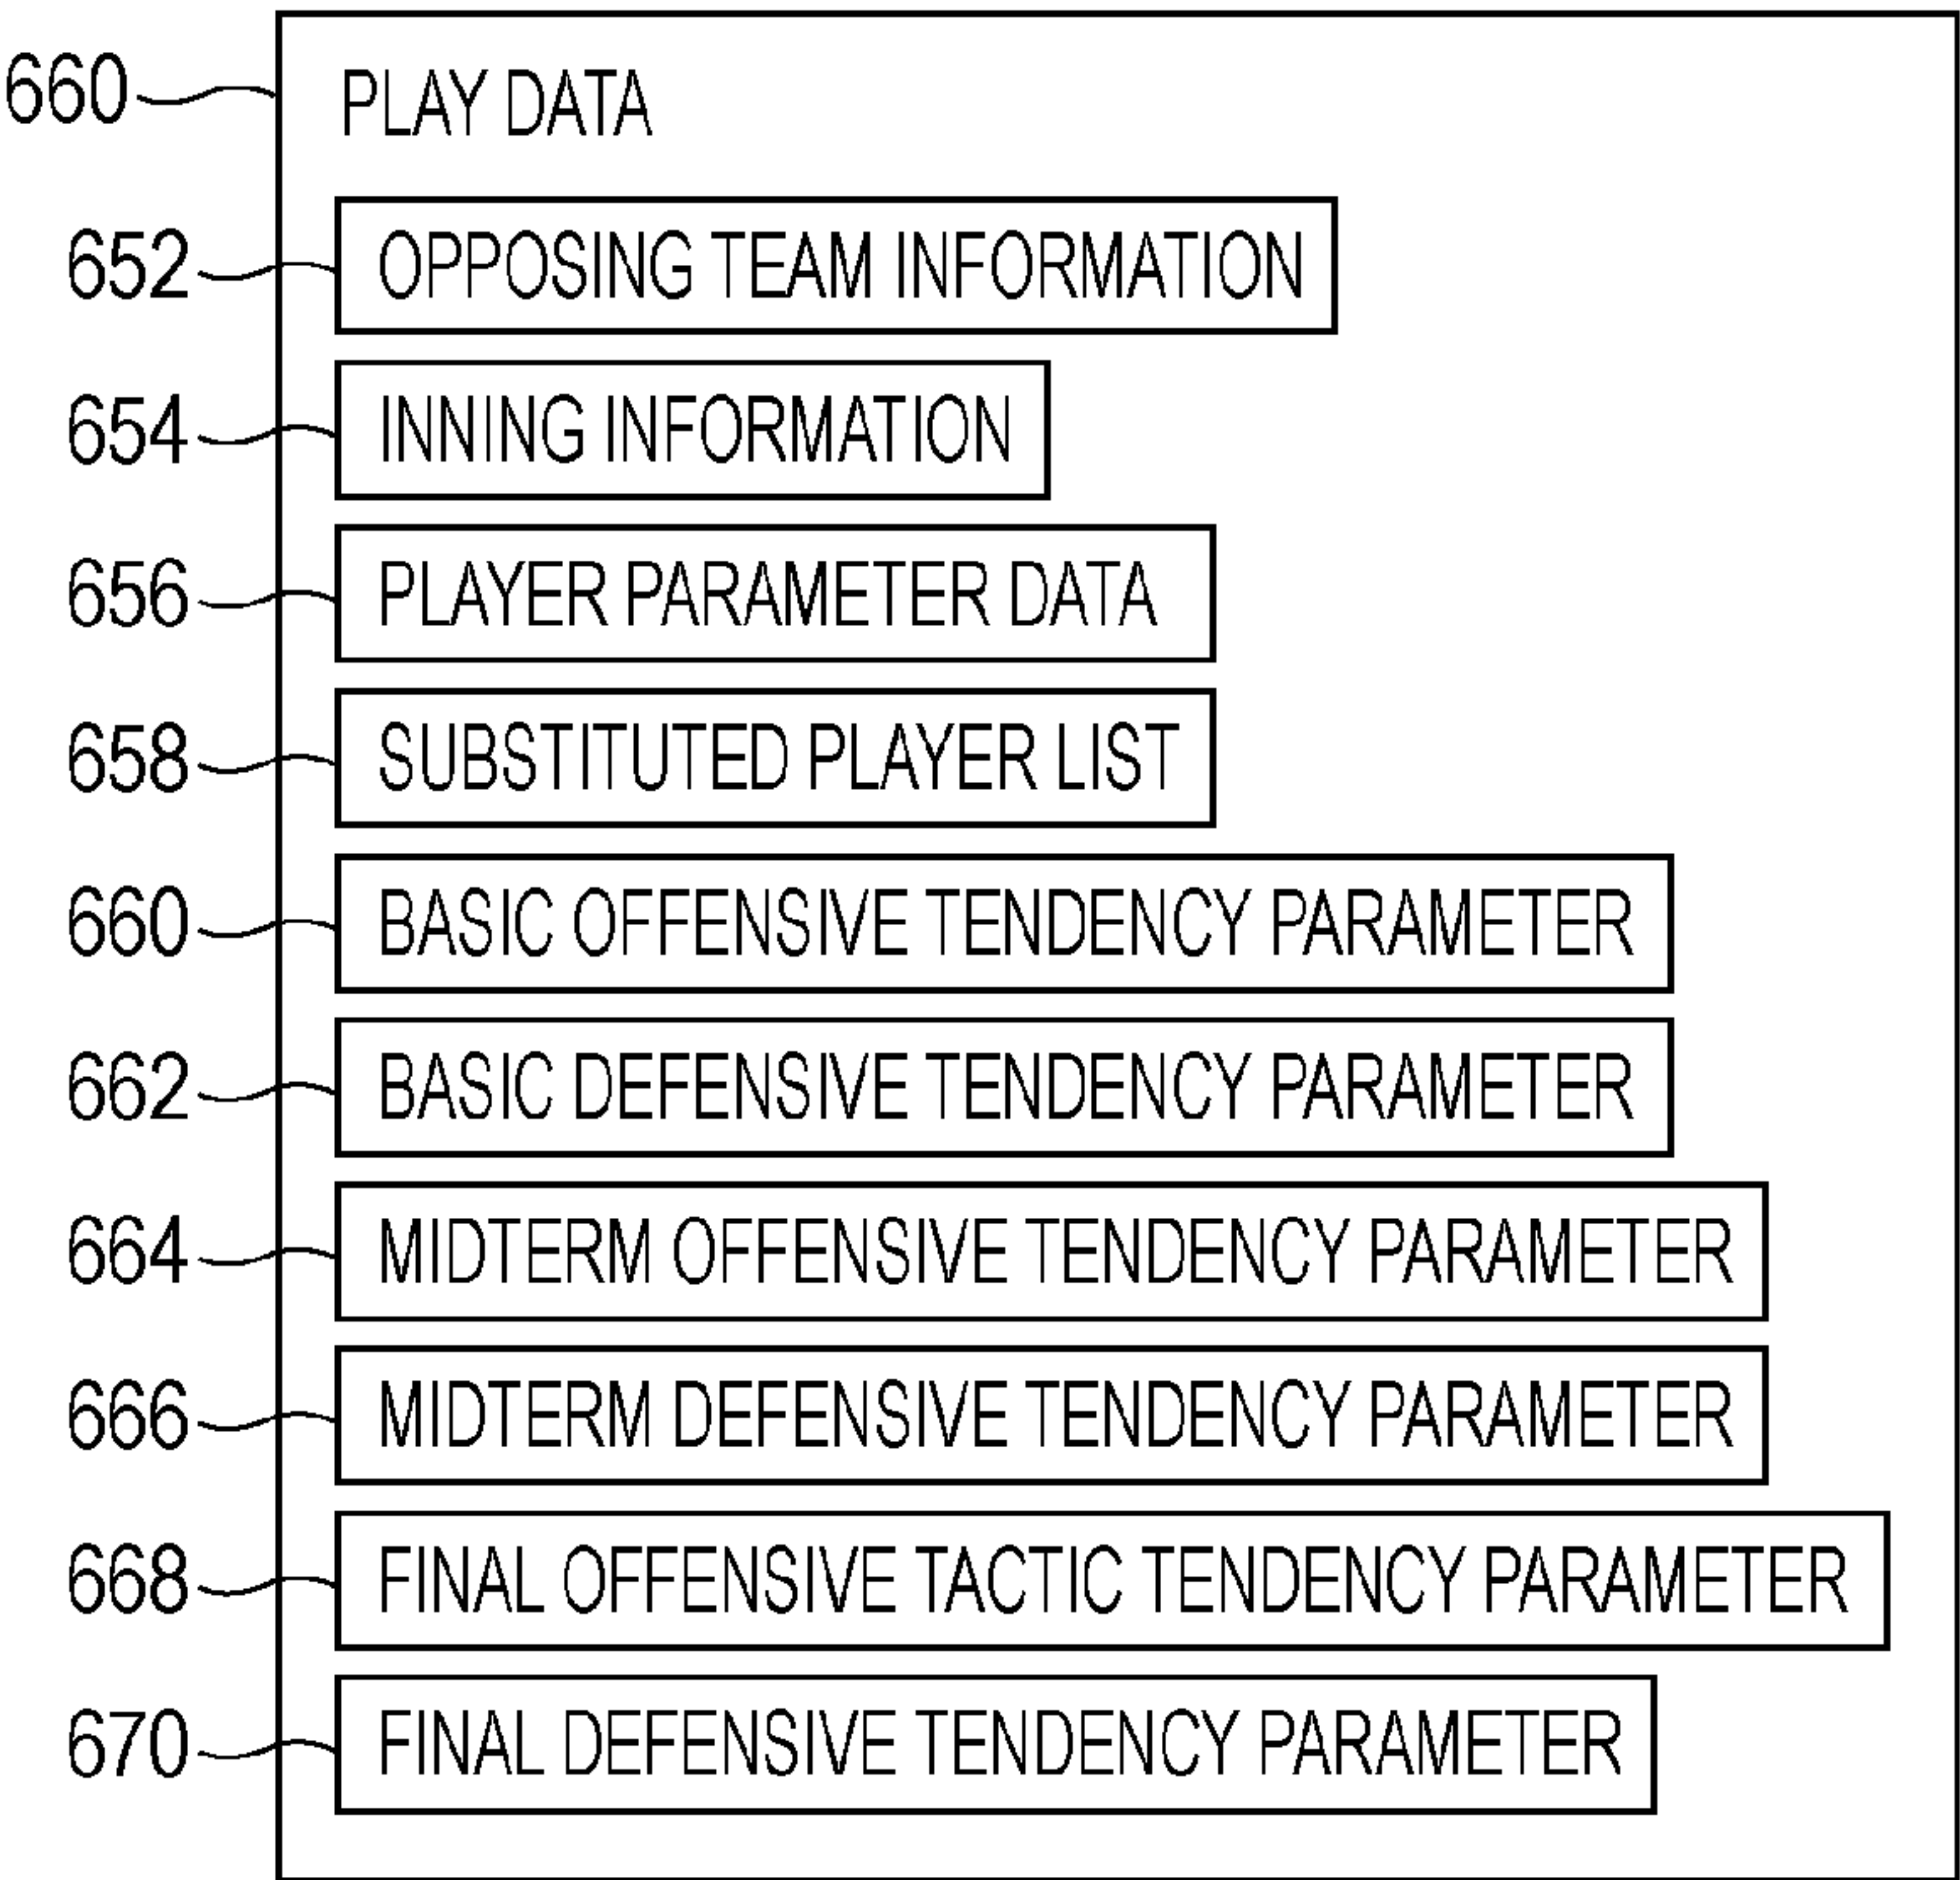 660 PLAY DATA
652 OPPOSING TEAM INFORMATION
654 INNING INFORMATION
656 PLAYER PARAMETER DATA
658 SUBSTITUTED PLAYER LIST
660 BASIC OFFENSIVE TENDENCY PARAMETER
662 BASIC DEFENSIVE TENDENCY PARAMETER
664 MIDTERM OFFENSIVE TENDENCY PARAMETER
666 MIDTERM DEFENSIVE TENDENCY PARAMETER
668 FINAL OFFENSIVE TACTIC TENDENCY PARAMETER
670 FINAL DEFENSIVE TENDENCY PARAMETER